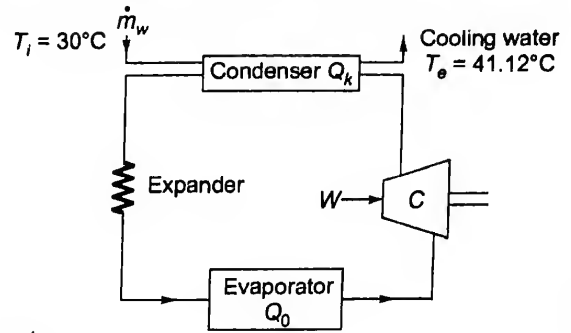 ṁ_w
T_i = 30°C
Cooling water
T_e = 41.12°C
Condenser Q_k
Expander
W
C
Evaporator
Q_0